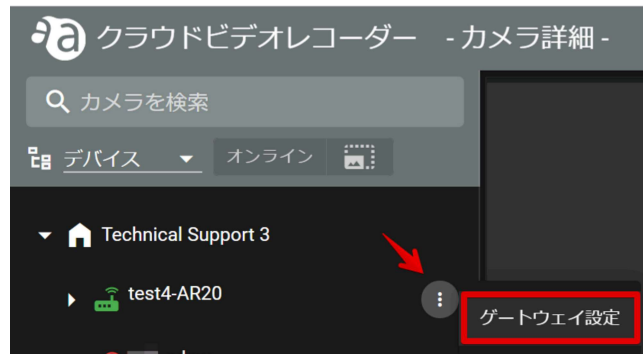 クラウドビデオレコーダー - カメラ詳細 -
カメラを検索
デバイス オンライン
Technical Support 3
test4-AR20
ゲートウェイ設定